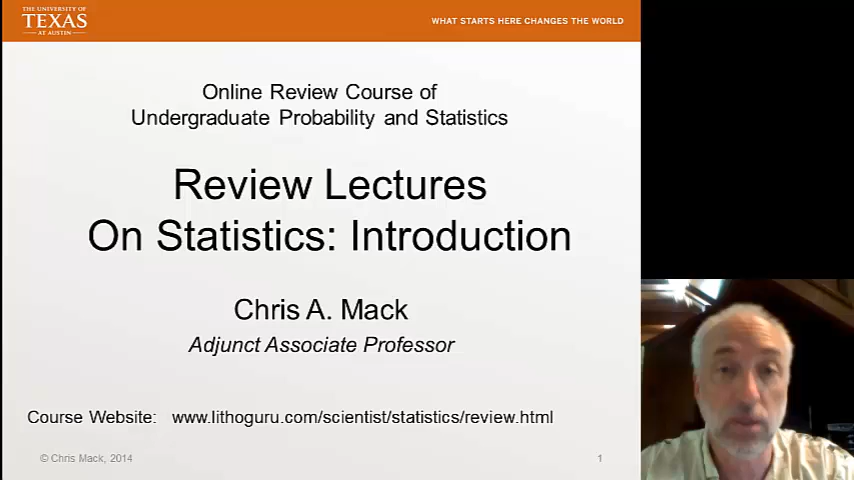 THE UNIVERSITY OF
TEXAS
AT AUSTIN
WHAT STARTS HERE CHANGES THE WORLD
Online Review Course of
Undergraduate Probability and Statistics
Review Lectures
On Statistics: Introduction
Chris A. Mack
Adjunct Associate Professor
Course Website: www.lithoguru.com/scientist/statistics/review.html
© Chris Mack, 2014
1